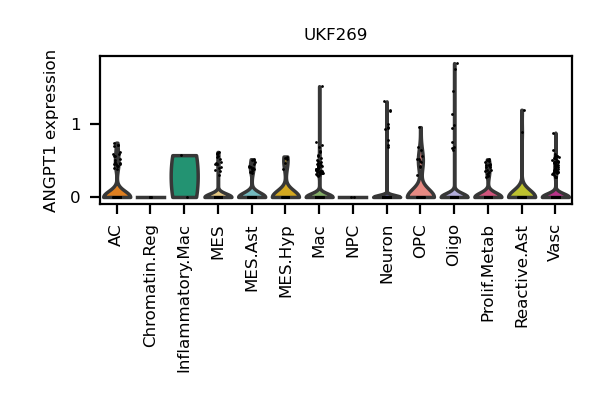 UKF269
ANGPT1 expression
1
0
AC
Chromatin.Reg
Inflammatory.Mac
MES
MES.Ast
MES.Hyp
Mac
NPC
Neuron
OPC
Oligo
Prolif.Metab
Reactive.Ast
Vasc